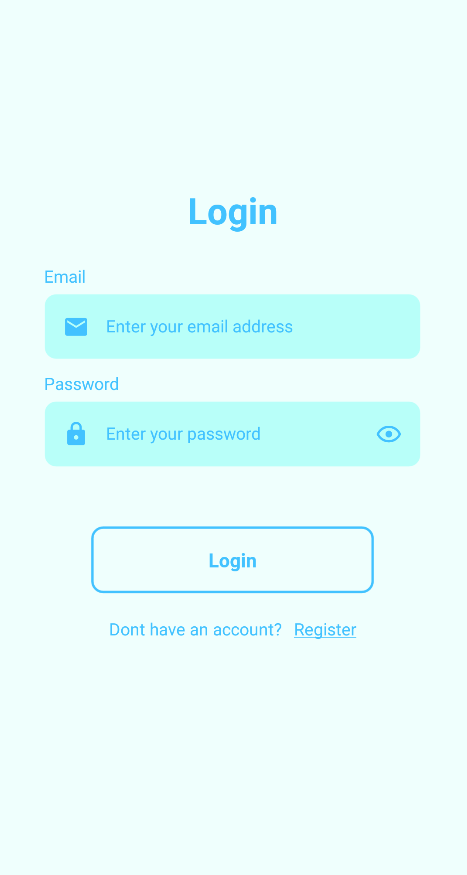 Login
Email
Enter your email address
Password
Enter your password
Login
Dont have an account? Register